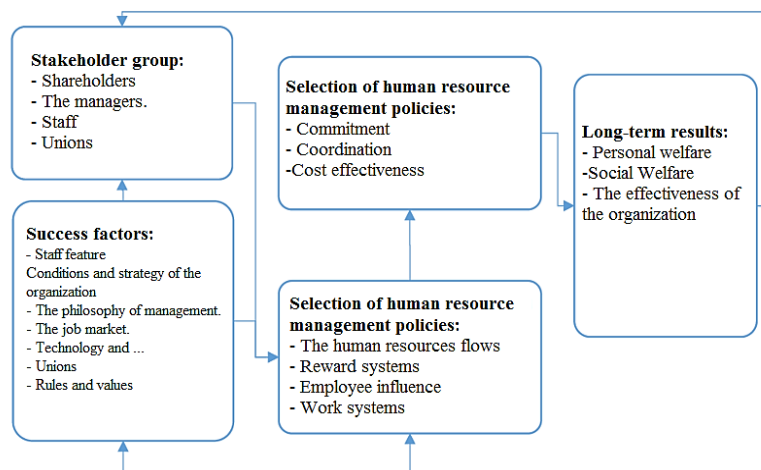 Stakeholder group:
- Shareholders
- The managers.
- Staff
- Unions
Success factors:
- Staff feature
Conditions and strategy of the
organization
- The philosophy of management.
- The job market.
- Technology and ...
- Unions
- Rules and values
Selection of human resource
management policies:
- Commitment
- Coordination
-Cost effectiveness
Selection of human resource
management policies:
- The human resources flows
- Reward systems
- Employee influence
- Work systems
Long-term results:
- Personal welfare
-Social Welfare
- The effectiveness of
the organization